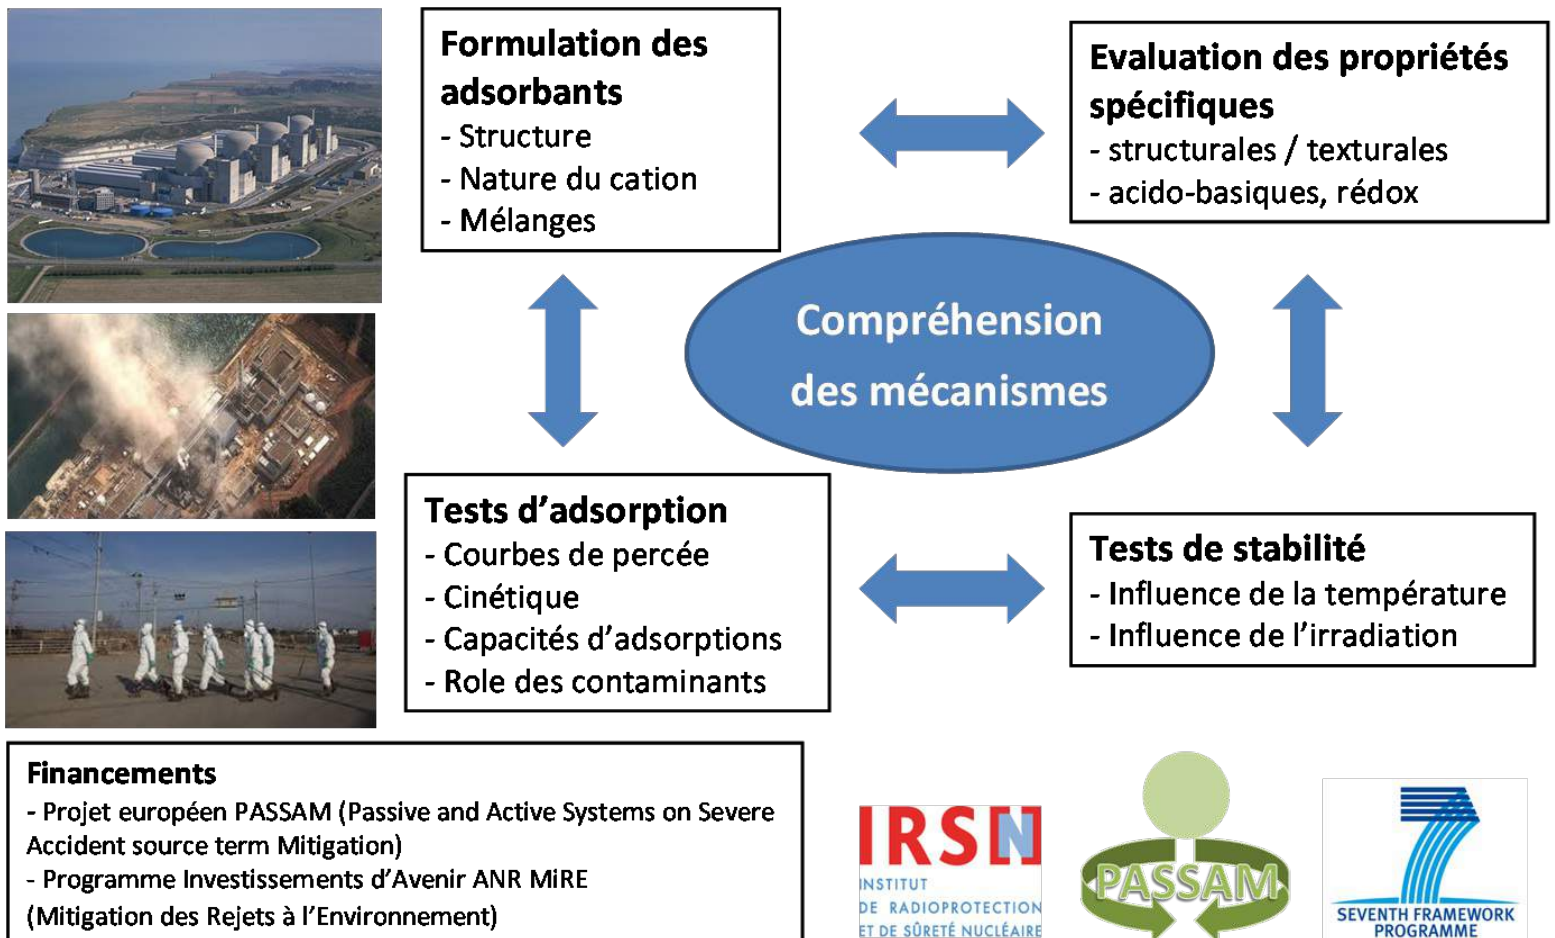 Formulation des
adsorbants
- Structure
- Nature du cation
- Mélanges
Evaluation des propriétés
spécifiques
- structurales / texturales
- acido-basiques, rédox
Compréhension
des mécanismes
Tests d’adsorption
- Courbes de percée
- Cinétique
- Capacités d’adsorptions
- Role des contaminants
Tests de stabilité
- Influence de la température
- Influence de l’irradiation
Financements
- Projet européen PASSAM (Passive and Active Systems on Severe
Accident source term Mitigation)
- Programme Investissements d’Avenir ANR MiRE
(Mitigation des Rejets à l’Environnement)
IRSN
INSTITUT
DE RADIOPROTECTION
ET DE SÛRETÉ NUCLÉAIRE
PASSAM
7
SEVENTH FRAMEWORK
PROGRAMME